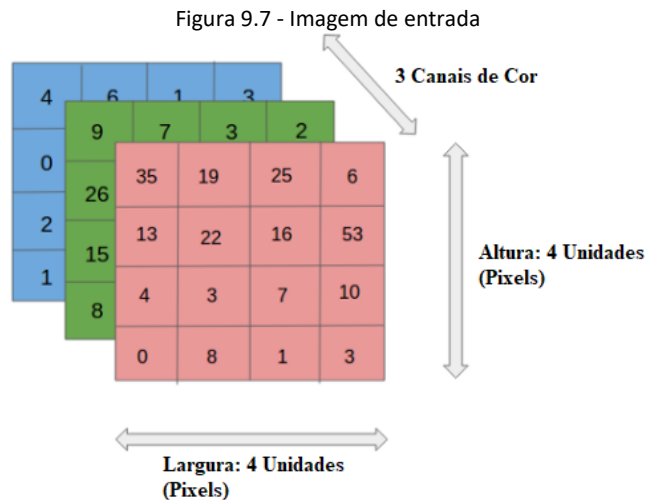 Figura 9.7 - Imagem de entrada
3 Canais de Cor
4 6 1 3
9 7 3 2
0
35 19 25 6
26
13 22 16 53
2
15
Altura: 4 Unidades
(Pixels)
1
4 3 7 10
8
0 8 1 3
Largura: 4 Unidades
(Pixels)